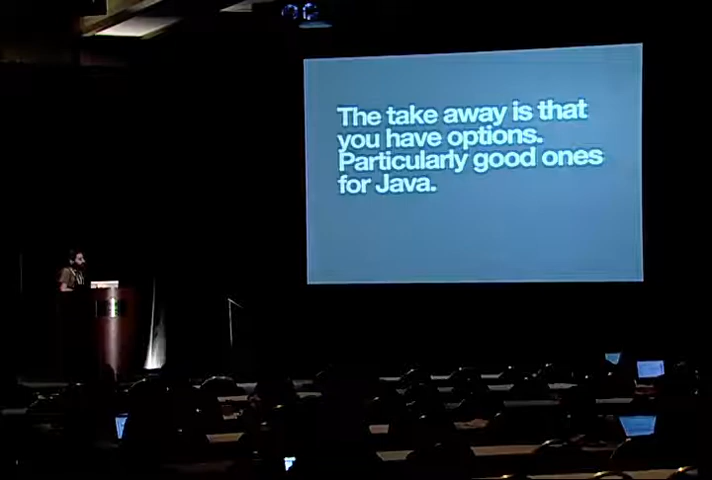 The take away is that
you have options.
Particularly good ones
for Java.